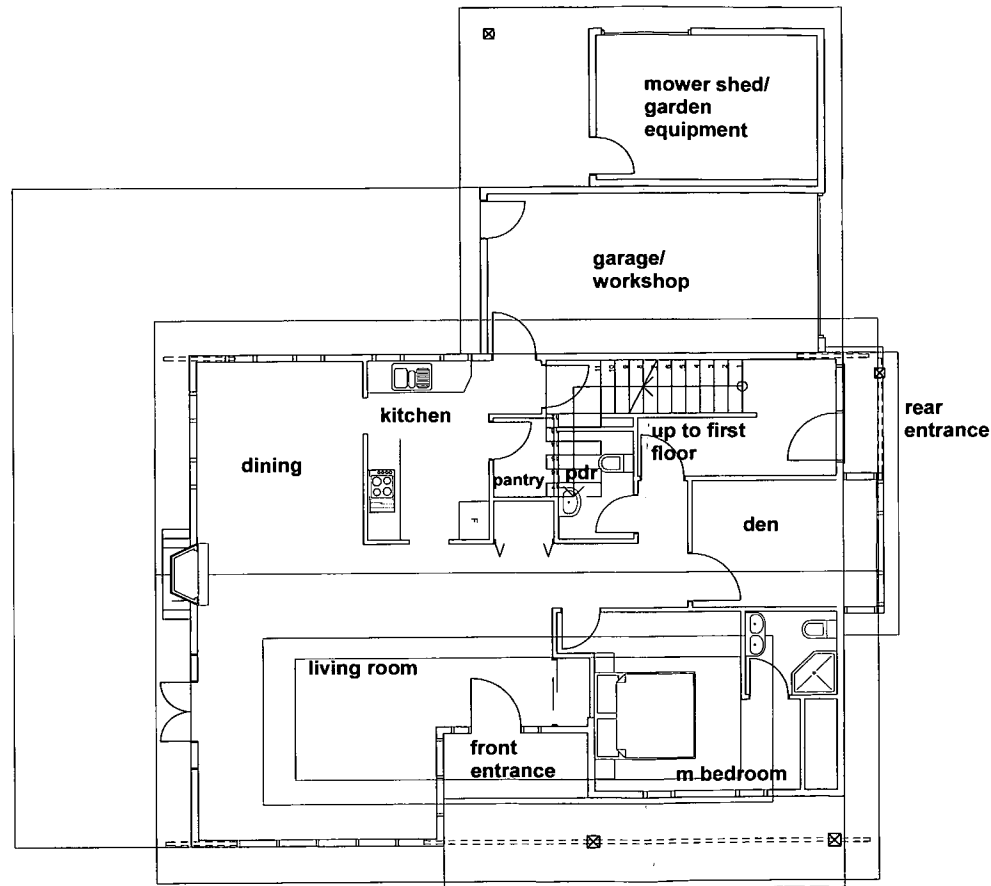 mower shed/
garden
equipment
garage/
workshop
kitchen
dining
up to first
floor
rear
entrance
pantry
pdr
F
den
living room
front
entrance
m bedroom